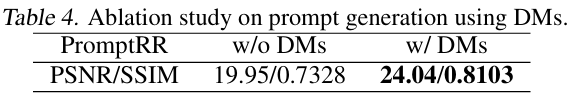 Table 4. Ablation study on prompt generation using DMs.
PromptRR w/o DMs w/ DMs
PSNR/SSIM 19.95/0.7328 24.04/0.8103